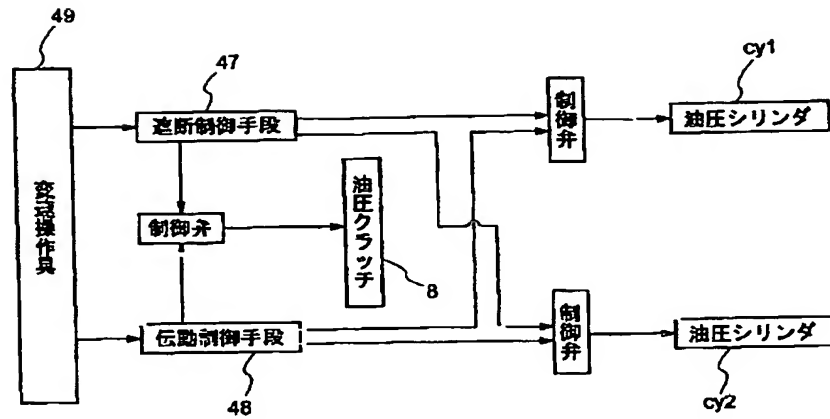 49
47
cy1
変速操作具
遮断制御手段
制御弁
油圧シリンダ
制御弁
油圧クラッチ
8
伝動制御手段
48
制御弁
油圧シリンダ
cy2